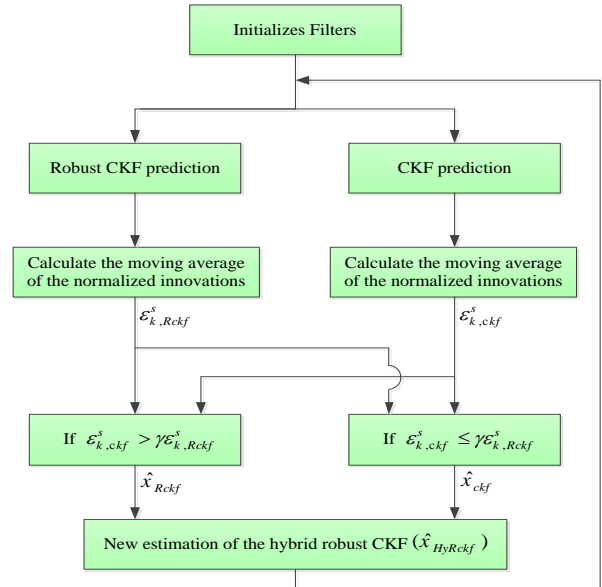 Initializes Filters
Robust CKF prediction
CKF prediction
Calculate the moving average
of the normalized innovations
Calculate the moving average
of the normalized innovations
ε^s_{k,Rckf}
ε^s_{k,ckf}
If ε^s_{k,ckf} > γε^s_{k,Rckf}
If ε^s_{k,ckf} ≤ γε^s_{k,Rckf}
x̂_{Rckf}
x̂_{ckf}
New estimation of the hybrid robust CKF (x̂_{HyRckf})